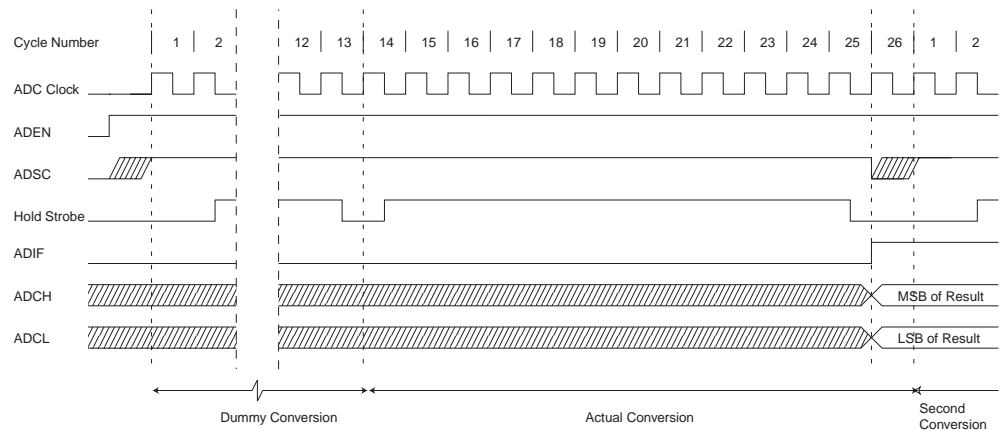 Cycle Number 1 2 12 13 14 15 16 17 18 19 20 21 22 23 24 25 26 1 2
ADC Clock
ADEN
ADSC
Hold Strobe
ADIF
ADCH MSB of Result
ADCL LSB of Result
Dummy Conversion Actual Conversion Second
Conversion